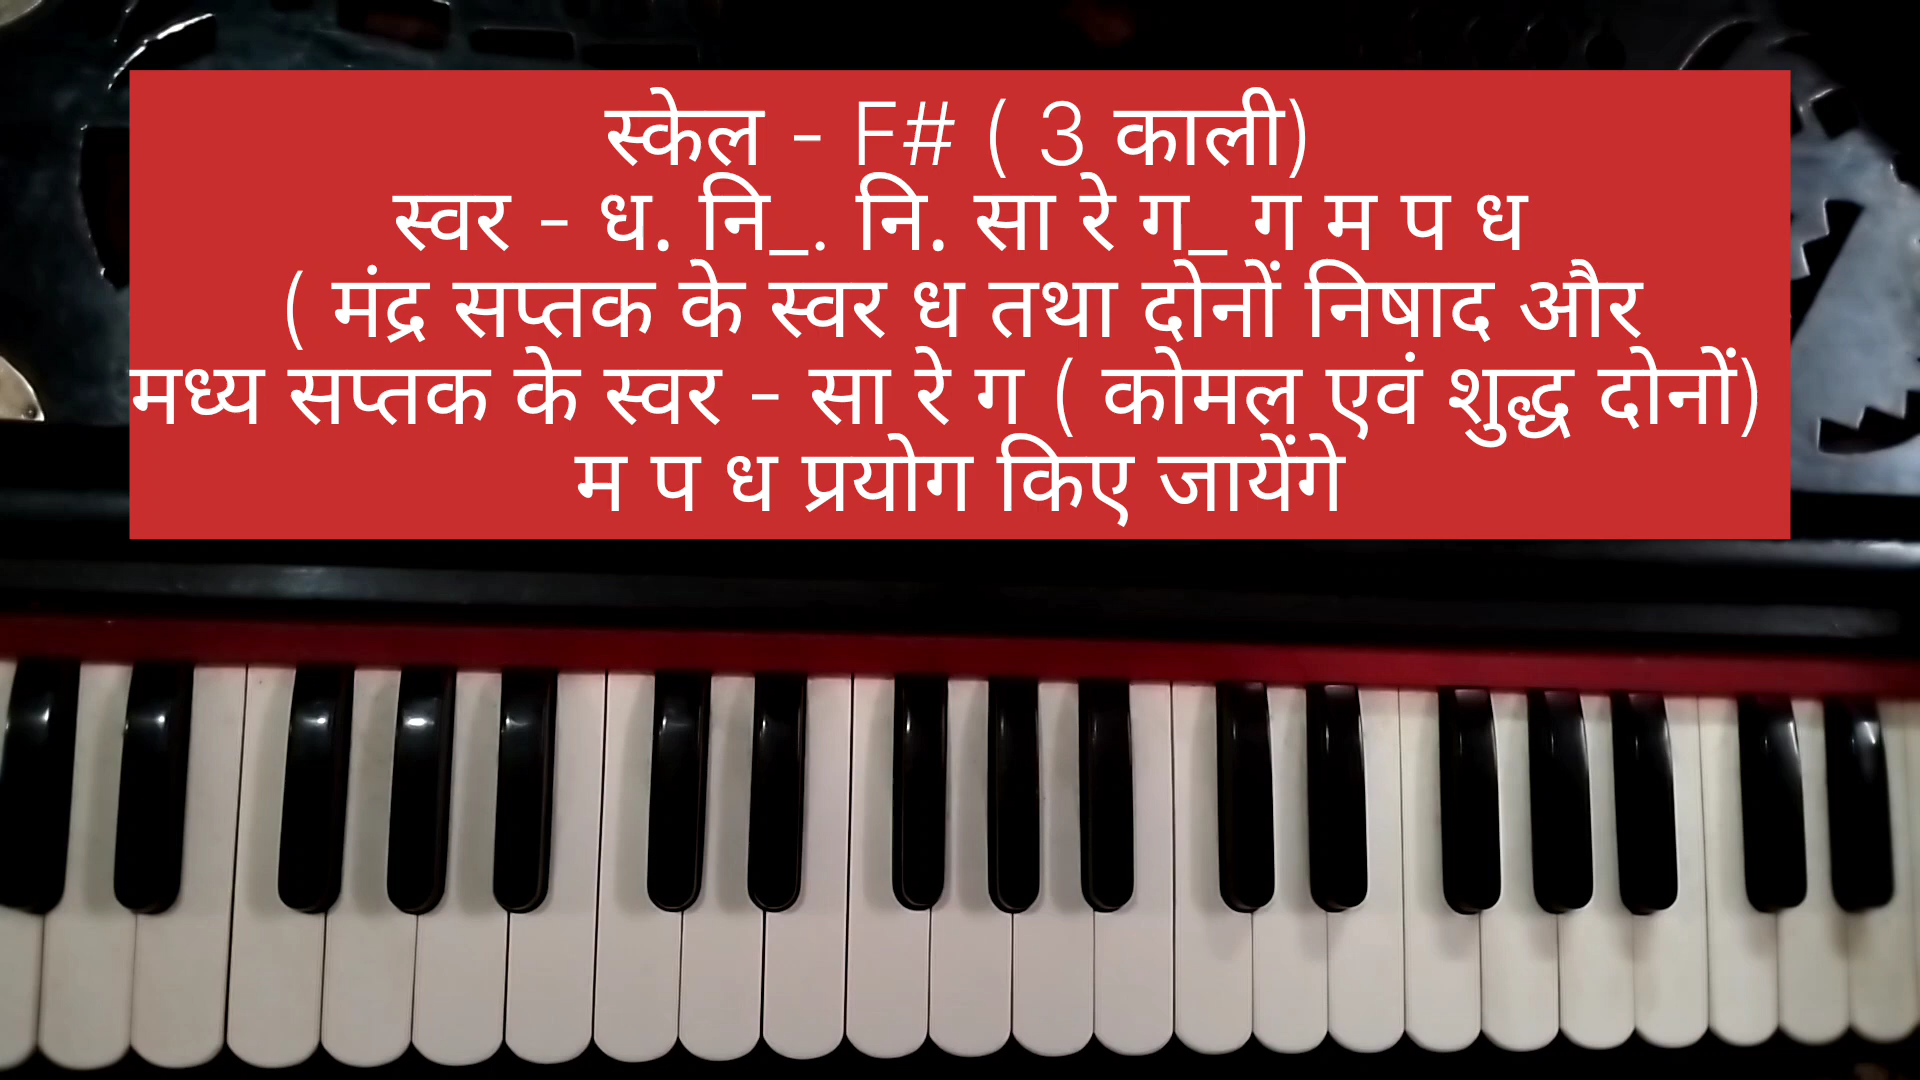 स्केल - F# ( 3 काली)
स्वर - ध. नि_. नि. सा रे ग_ ग म प ध
( मंद्र सप्तक के स्वर ध तथा दोनों निषाद और
मध्य सप्तक के स्वर - सा रे ग ( कोमल एवं शुद्ध दोनों)
म प ध प्रयोग किए जायेंगे